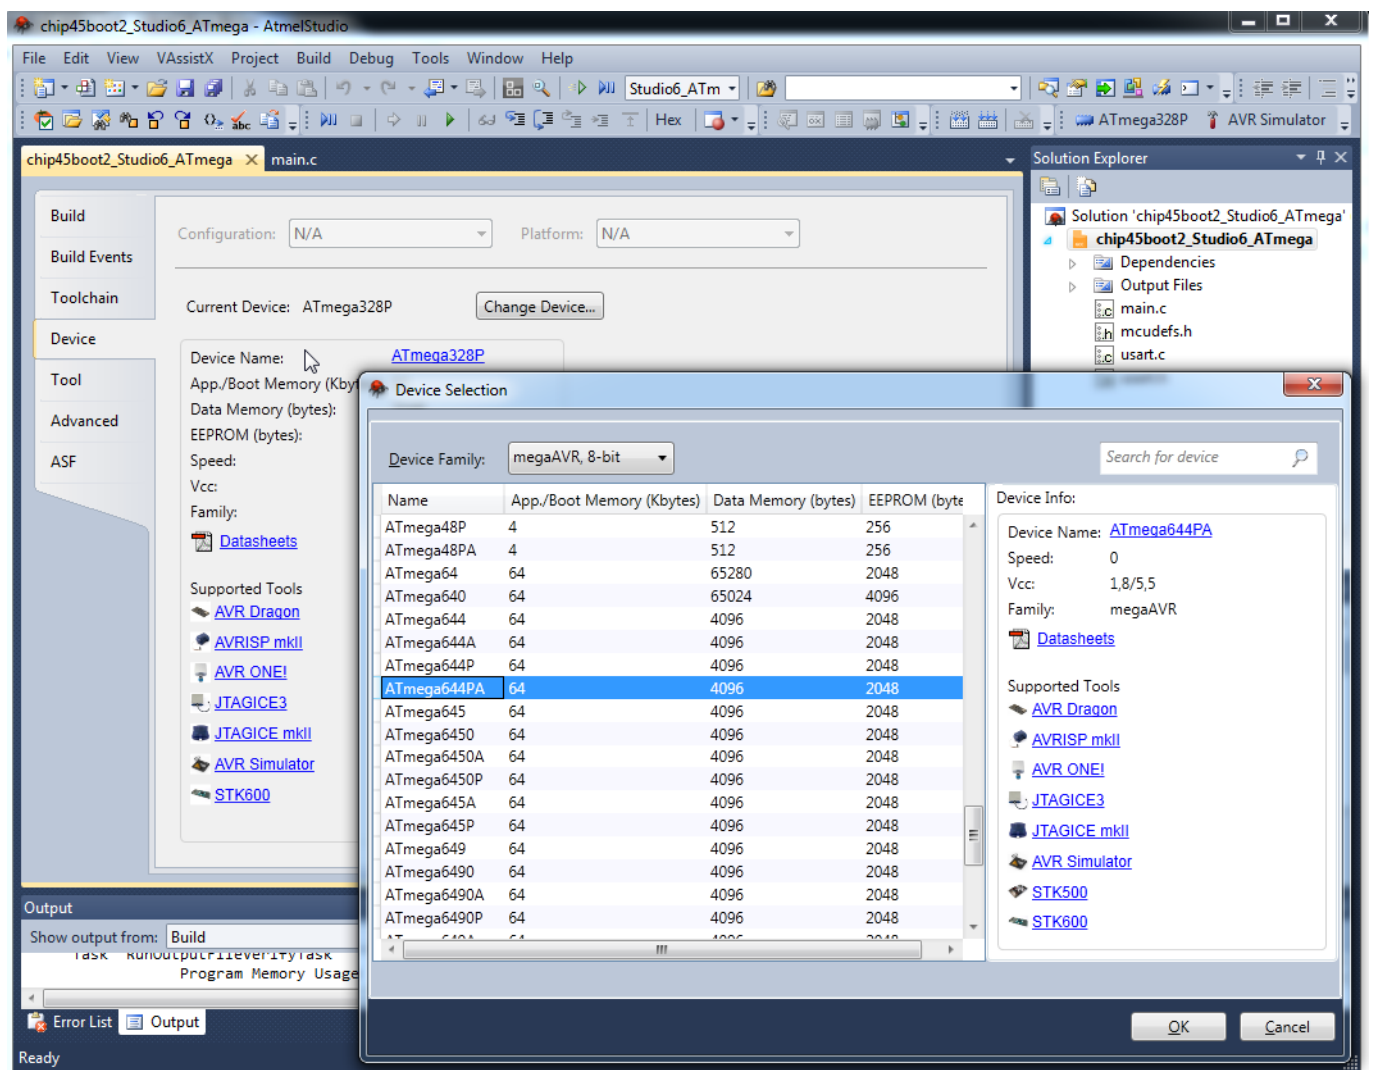 chip45boot2_Studio6_ATmega - AtmelStudio
File Edit View VAssistX Project Build Debug Tools Window Help
Studio6_ATm
Hex ATmega328P AVR Simulator
chip45boot2_Studio6_ATmega main.c
Build
Build Events
Toolchain
Device
Tool
Advanced
ASF
Configuration: N/A Platform: N/A
Current Device: ATmega328P Change Device...
Device Name: ATmega328P
App./Boot Memory (Kbyt
Data Memory (bytes):
EEPROM (bytes):
Speed:
Vcc:
Family:
Datasheets
Supported Tools
AVR Dragon
AVRISP mkII
AVR ONE!
JTAGICE3
JTAGICE mkII
AVR Simulator
STK600
Solution Explorer
Solution 'chip45boot2_Studio6_ATmega'
chip45boot2_Studio6_ATmega
Dependencies
Output Files
main.c
mcudefs.h
usart.c
Device Selection
Device Family: megaAVR, 8-bit Search for device
Name App./Boot Memory (Kbytes) Data Memory (bytes) EEPROM (byte
ATmega48P 4 512 256
ATmega48PA 4 512 256
ATmega64 64 65280 2048
ATmega640 64 65024 4096
ATmega644 64 4096 2048
ATmega644A 64 4096 2048
ATmega644P 64 4096 2048
ATmega644PA 64 4096 2048
ATmega645 64 4096 2048
ATmega6450 64 4096 2048
ATmega6450A 64 4096 2048
ATmega6450P 64 4096 2048
ATmega645A 64 4096 2048
ATmega645P 64 4096 2048
ATmega649 64 4096 2048
ATmega6490 64 4096 2048
ATmega6490A 64 4096 2048
ATmega6490P 64 4096 2048
Device Info:
Device Name: ATmega644PA
Speed: 0
Vcc: 1,8/5,5
Family: megaAVR
Datasheets
Supported Tools
AVR Dragon
AVRISP mkII
AVR ONE!
JTAGICE3
JTAGICE mkII
AVR Simulator
STK500
STK600
OK Cancel
Output
Show output from: Build
Task "RunOutputFileVerifyTask"
Program Memory Usage
Error List Output
Ready